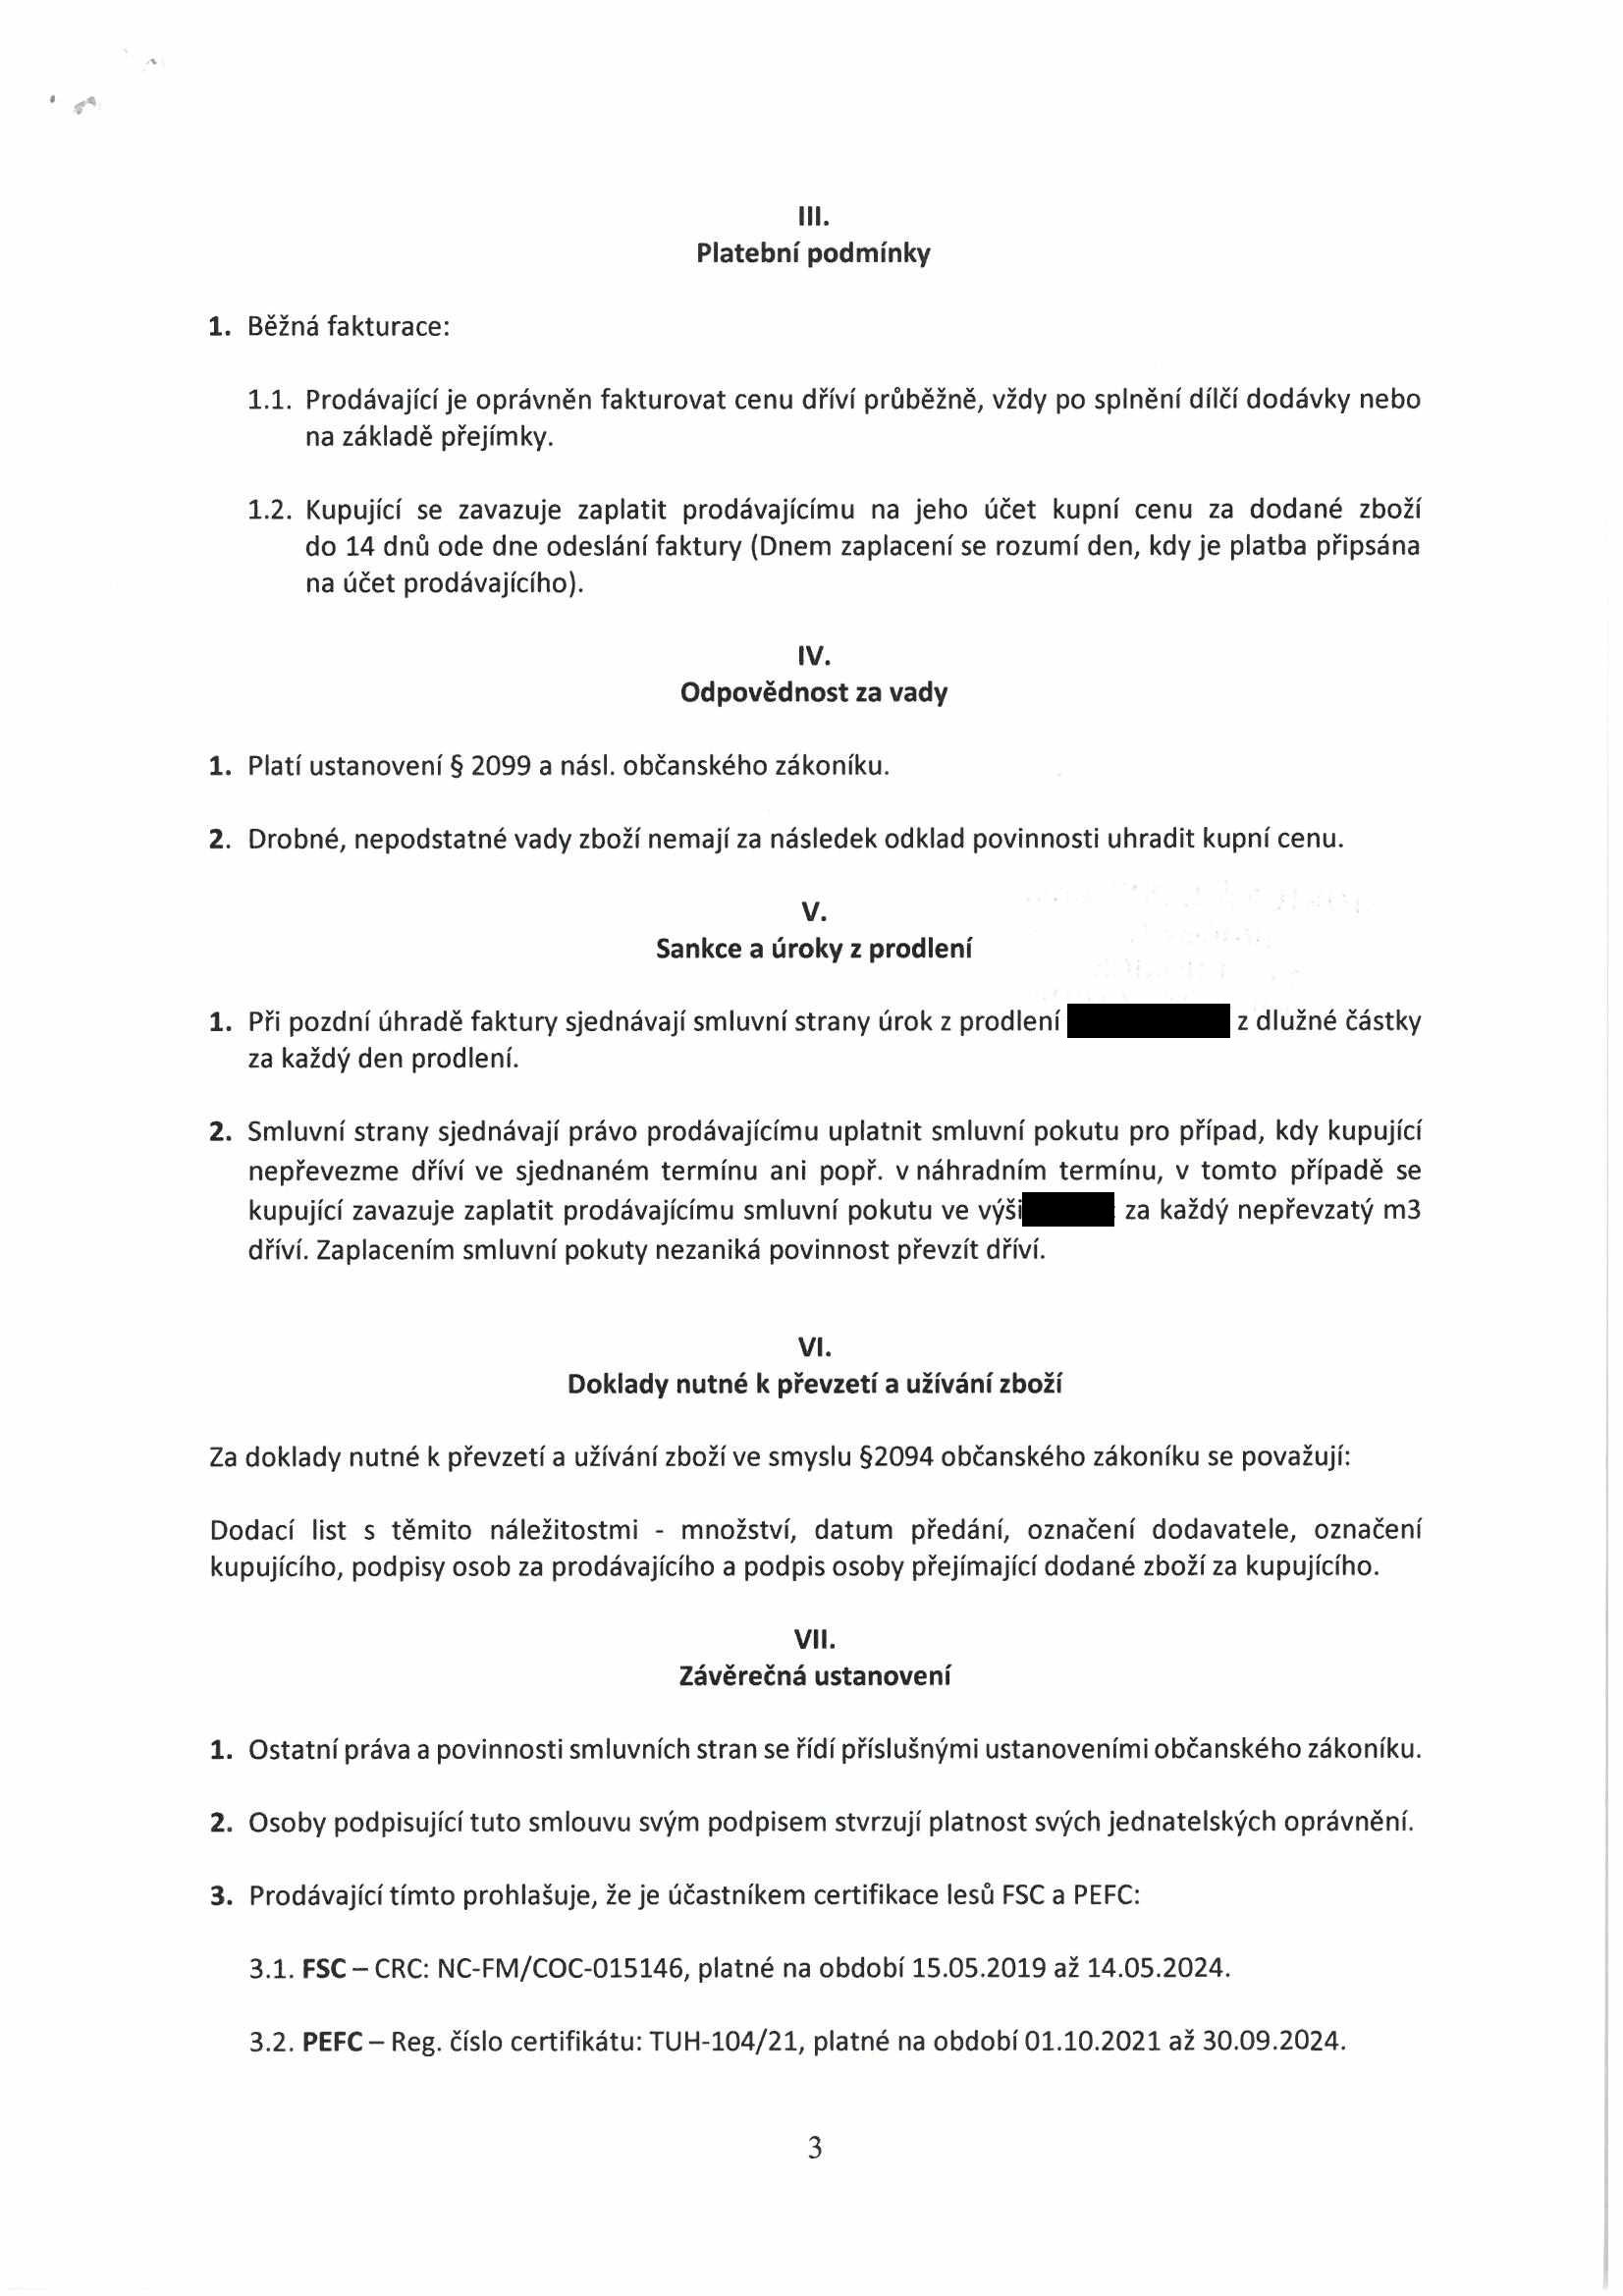 III.
Platební podmínky
1. Běžná fakturace:
1.1. Prodávající je oprávněn fakturovat cenu dříví průběžně, vždy po splnění dílčí dodávky nebo
na základě přejímky.
1.2. Kupující se zavazuje zaplatit prodávajícímu na jeho účet kupní cenu za dodané zboží
do 14 dnů ode dne odeslání faktury (Dnem zaplacení se rozumí den, kdy je platba připsána
na účet prodávajícího).
IV.
Odpovědnost za vady
1. Platí ustanovení § 2099 a násl. občanského zákoníku.
2. Drobné, nepodstatné vady zboží nemají za následek odklad povinnosti uhradit kupní cenu.
V.
Sankce a úroky z prodlení
1. Při pozdní úhradě faktury sjednávají smluvní strany úrok z prodlení z dlužné částky
za každý den prodlení.
2. Smluvní strany sjednávají právo prodávajícímu uplatnit smluvní pokutu pro případ, kdy kupující
nepřevezme dříví ve sjednaném termínu ani popř. v náhradním termínu, v tomto případě se
kupující zavazuje zaplatit prodávajícímu smluvní pokutu ve výši za každý nepřevzatý m3
dříví. Zaplacením smluvní pokuty nezaniká povinnost převzít dříví.
VI.
Doklady nutné k převzetí a užívání zboží
Za doklady nutné k převzetí a užívání zboží ve smyslu §2094 občanského zákoníku se považují:
Dodací list s těmito náležitostmi - množství, datum předání, označení dodavatele, označení
kupujícího, podpisy osob za prodávajícího a podpis osoby přejímající dodané zboží za kupujícího.
VII.
Závěrečná ustanovení
1. Ostatní práva a povinnosti smluvních stran se řídí příslušnými ustanoveními občanského zákoníku.
2. Osoby podpisující tuto smlouvu svým podpisem stvrzují platnost svých jednatelských oprávnění.
3. Prodávající tímto prohlašuje, že je účastníkem certifikace lesů FSC a PEFC:
3.1. FSC – CRC: NC-FM/COC-015146, platné na období 15.05.2019 až 14.05.2024.
3.2. PEFC – Reg. číslo certifikátu: TUH-104/21, platné na období 01.10.2021 až 30.09.2024.
3